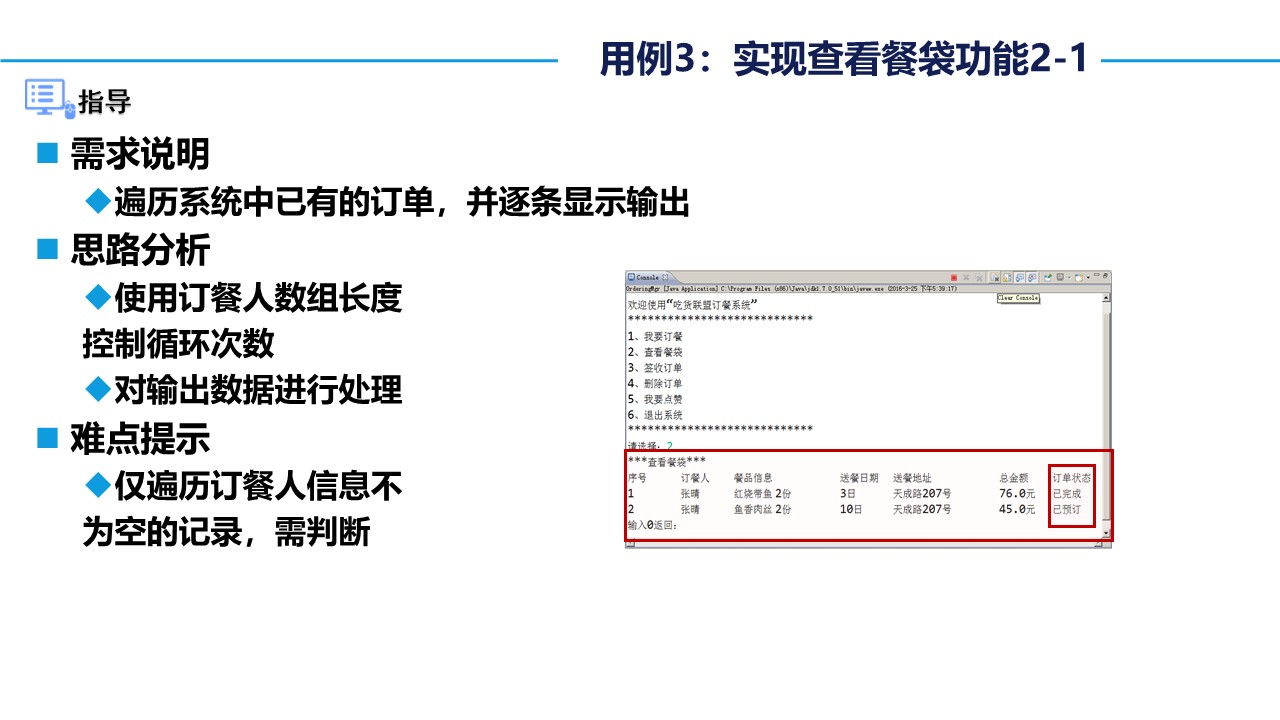 用例3：实现查看餐袋功能2-1
指导
需求说明
遍历系统中已有的订单，并逐条显示输出
思路分析
使用订餐人数组长度
控制循环次数
对输出数据进行处理
难点提示
仅遍历订餐人信息不
为空的记录，需判断
Console
OrderingMgr [Java Application] C:\Program Files (x86)\Java\jdk1.7.0_51\bin\javaw.exe (2016-3-25 下午5:39:17)
Clear Console
欢迎使用“吃货联盟订餐系统”
****************************
1、我要订餐
2、查看餐袋
3、签收订单
4、删除订单
5、我要点赞
6、退出系统
****************************
请选择：2
***查看餐袋***
序号 订餐人 餐品信息 送餐日期 送餐地址 总金额 订单状态
1 张晴 红烧带鱼 2份 3日 天成路207号 76.0元 已完成
2 张晴 鱼香肉丝 2份 10日 天成路207号 45.0元 已预订
输入0返回：